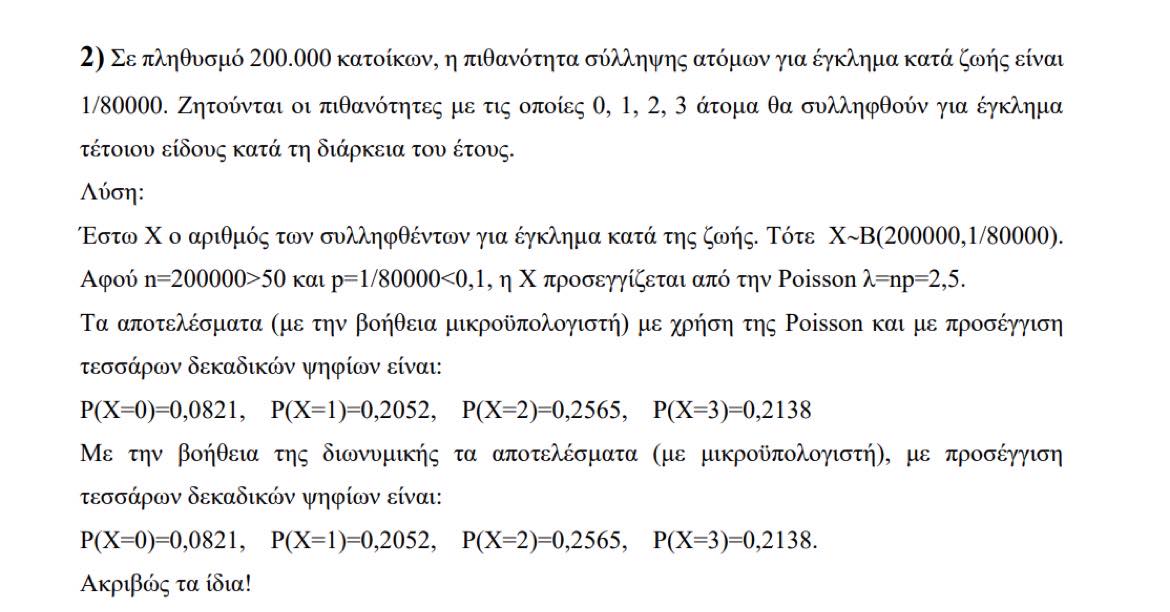 2) Σε πληθυσμό 200.000 κατοίκων, η πιθανότητα σύλληψης ατόμων για έγκλημα κατά ζωής είναι
1/80000. Ζητούνται οι πιθανότητες με τις οποίες 0, 1, 2, 3 άτομα θα συλληφθούν για έγκλημα
τέτοιου είδους κατά τη διάρκεια του έτους.
Λύση:
Έστω Χ ο αριθμός των συλληφθέντων για έγκλημα κατά της ζωής. Τότε Χ~Β(200000,1/80000).
Αφού n=200000>50 και p=1/80000<0,1, η Χ προσεγγίζεται από την Poisson λ=np=2,5.
Τα αποτελέσματα (με την βοήθεια μικροϋπολογιστή) με χρήση της Poisson και με προσέγγιση
τεσσάρων δεκαδικών ψηφίων είναι:
P(X=0)=0,0821, P(X=1)=0,2052, P(X=2)=0,2565, P(X=3)=0,2138
Με την βοήθεια της διωνυμικής τα αποτελέσματα (με μικροϋπολογιστή), με προσέγγιση
τεσσάρων δεκαδικών ψηφίων είναι:
P(X=0)=0,0821, P(X=1)=0,2052, P(X=2)=0,2565, P(X=3)=0,2138.
Ακριβώς τα ίδια!